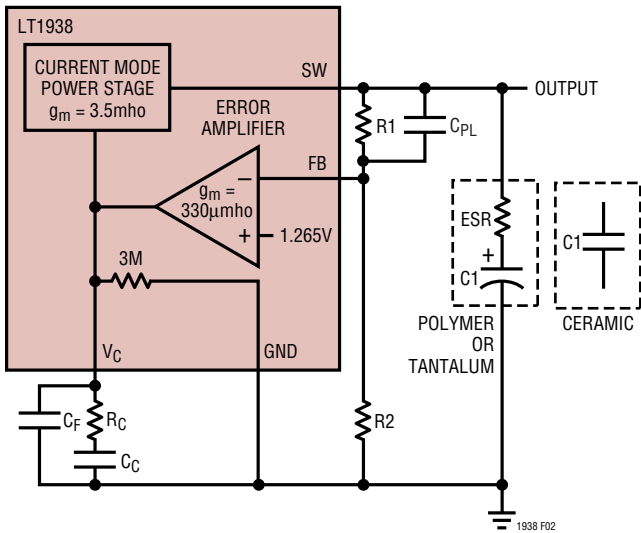 LT1938
CURRENT MODE
POWER STAGE
gm = 3.5mho
SW
OUTPUT
ERROR
AMPLIFIER
R1
CPL
FB
gm =
330µmho
−
+
1.265V
ESR
+
C1
C1
3M
POLYMER
OR
TANTALUM
CERAMIC
VC
GND
CF
RC
R2
CC
1938 F02